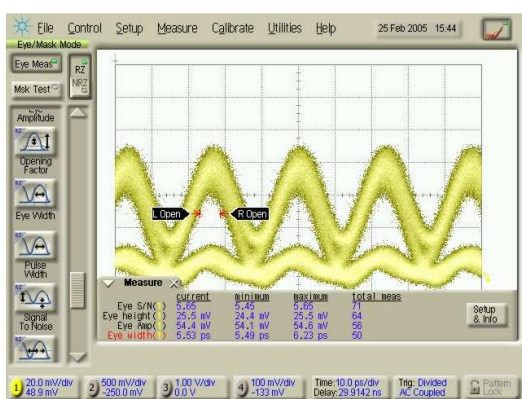 File Control Setup Measure Calibrate Utilities Help 25 Feb 2005 15:44
Eye/Mask Mode
Eye Meas
RZ
NRZ
Msk Test
Amplitude
Opening
Factor
Eye Width
Pulse
Width
Signal
To Noise
L Open
R Open
Measure
current minimum maximum total meas
Eye S/N( ) 5.65 5.45 5.65 71
Eye height( ) 25.5 mV 24.4 mV 25.5 mV 64
Eye Amp( ) 54.4 mV 54.1 mV 54.6 mV 56
Eye width( ) 5.53 ps 5.49 ps 6.23 ps 50
Setup
& Info
1 20.0 mV/div
48.9 mV
2 500 mV/div
-250.0 mV
3 1.00 V/div
0.0 V
4 100 mV/div
-133 mV
Time:10.0 ps/div
Delay:29.9142 ns
Trig: Divided
AC Coupled
Pattern
Lock